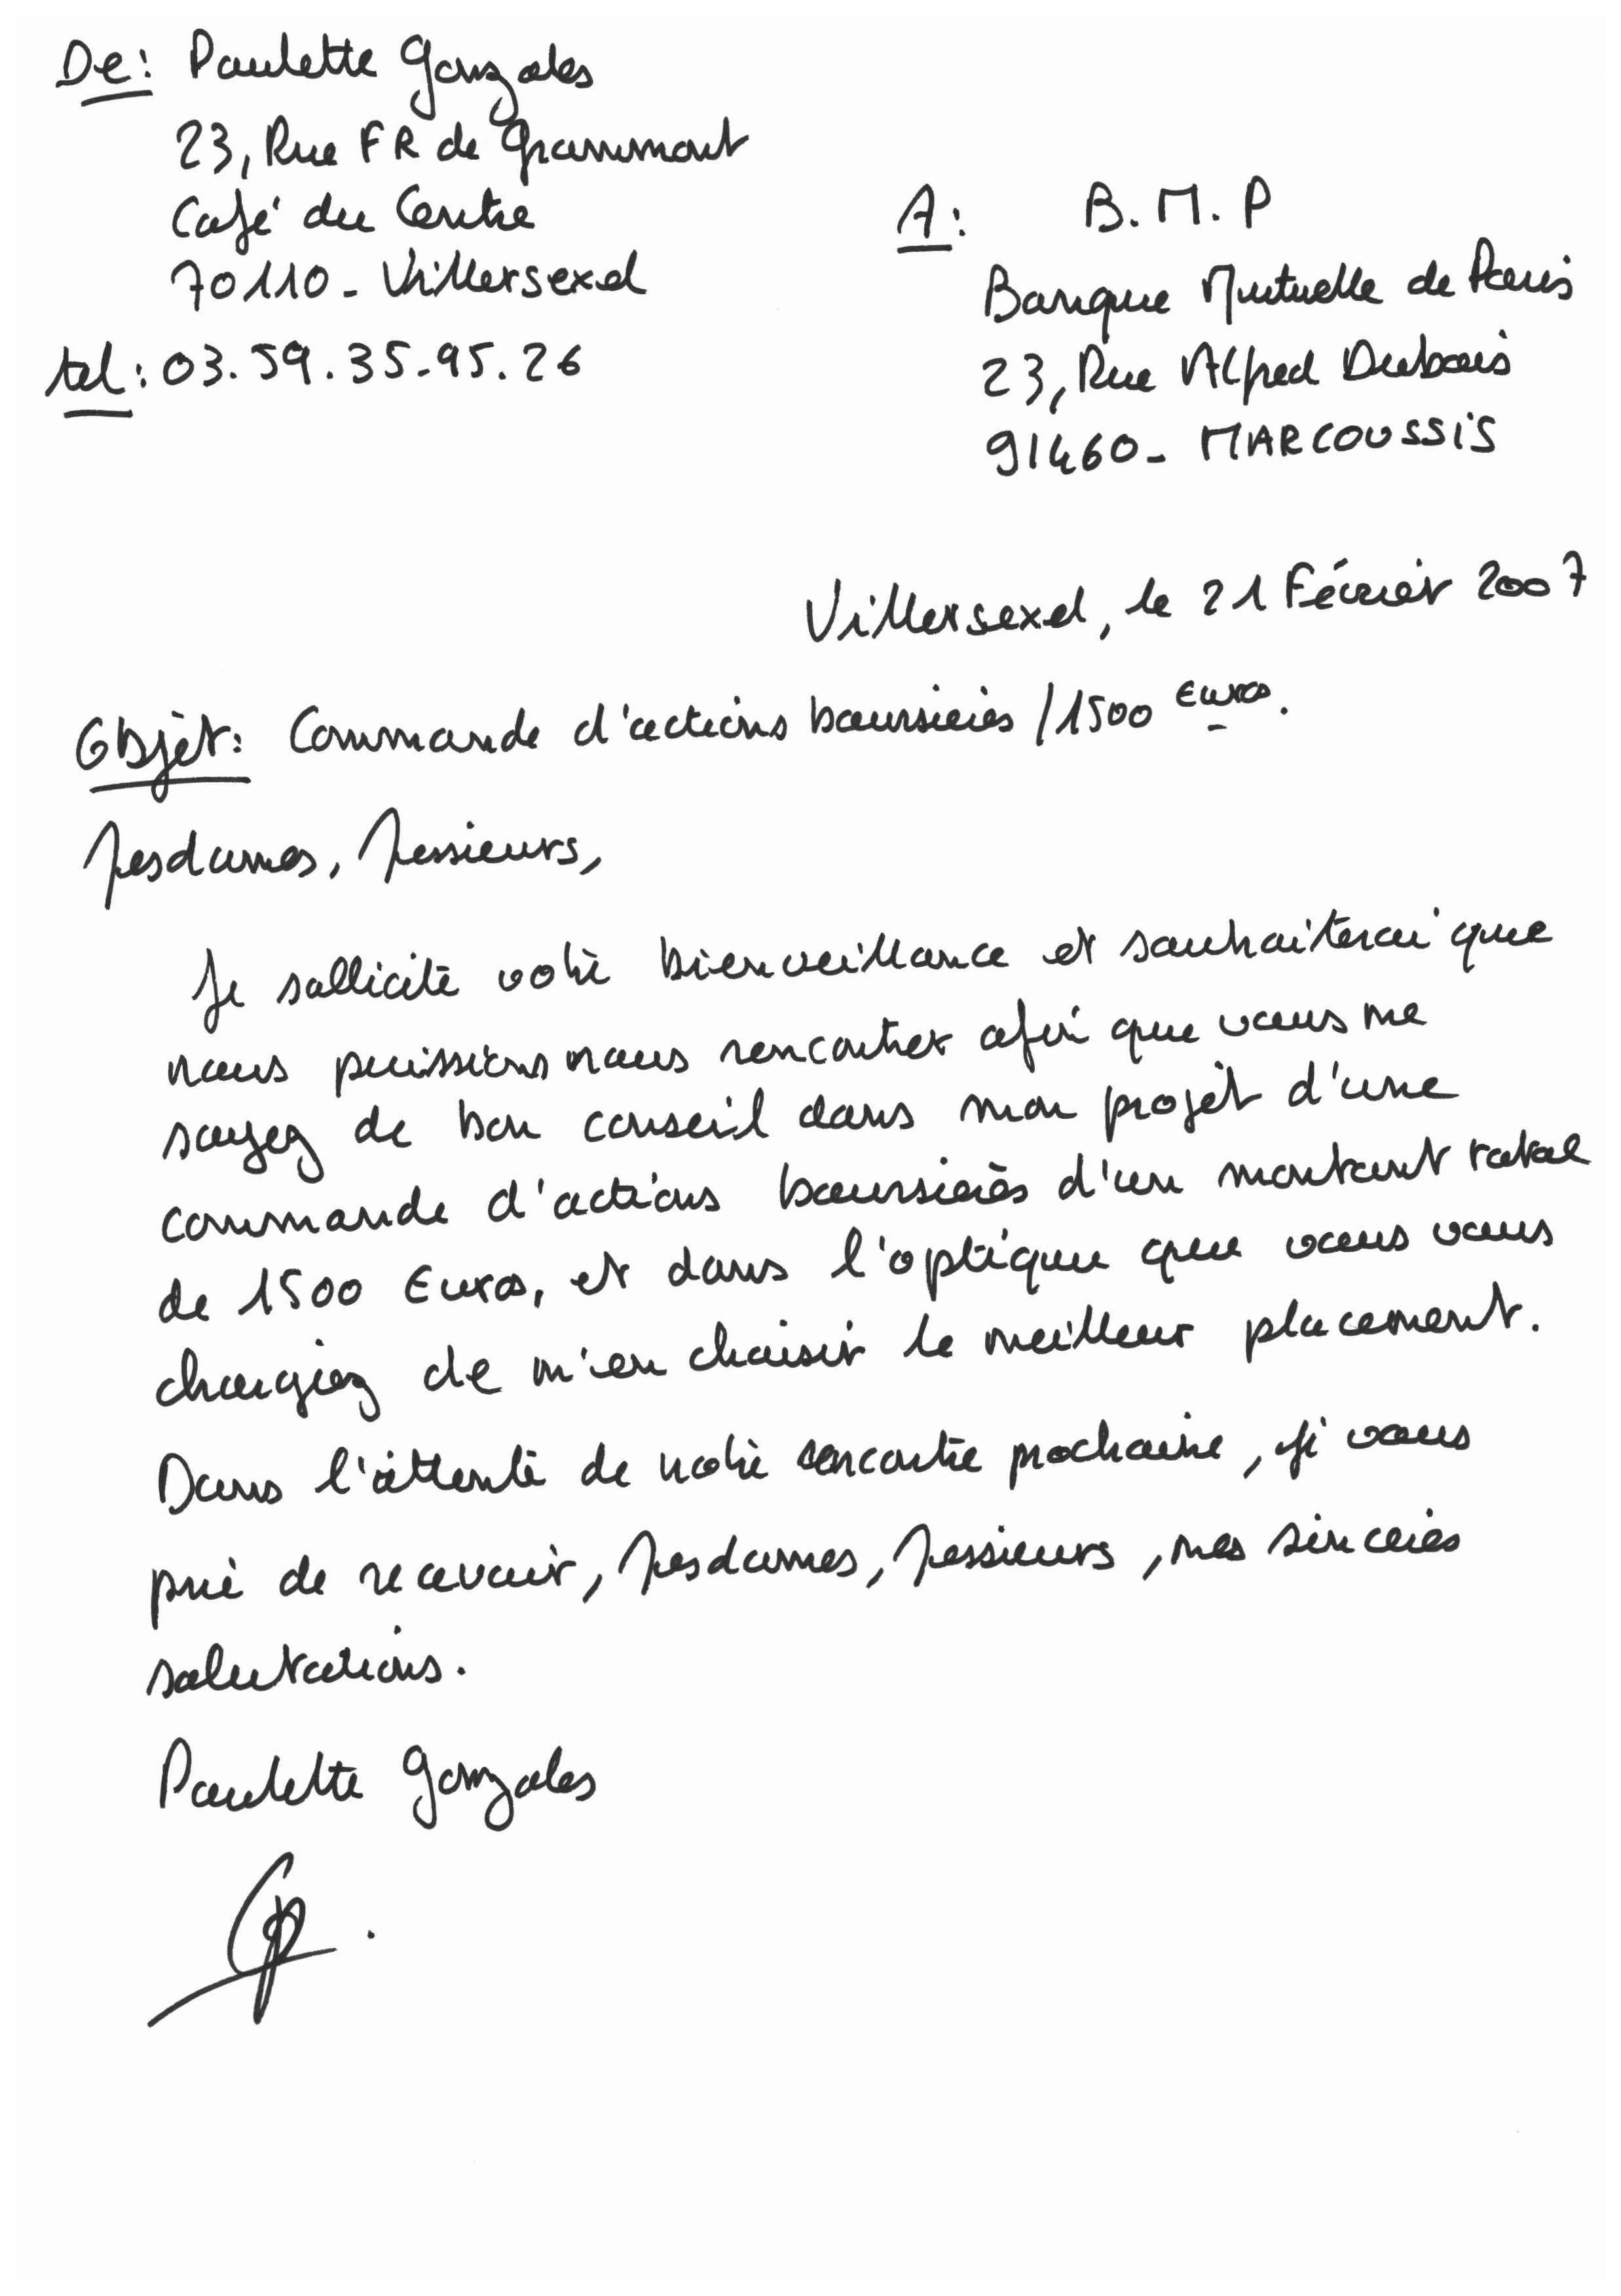 De: Paulette Gonzales
23, Rue FR de Grammont
Café du Centre
70110 - Villersexel
tel: 03.59.35.95.26
A: B.M.P
Banque Mutuelle de Paris
23, Rue Alfred Dubois
91460 - MARCOUSSIS
Villersexel, le 21 Février 2007
Objet: Commande d'actions boursières / 1500 Euros.
Mesdames, Messieurs,
Je sollicite votre bienveillance et souhaiterai que
nous puissions nous rencontrer afin que vous me
soyez de bon conseil dans mon projet d'une
commande d'actions boursières d'un montant total
de 1500 Euros, et dans l'optique que vous vous
chargiez de m'en choisir le meilleur placement.
Dans l'attente de notre rencontre prochaine, je vous
prie de recevoir, Mesdames, Messieurs, mes sincères
salutations.
Paulette Gonzales